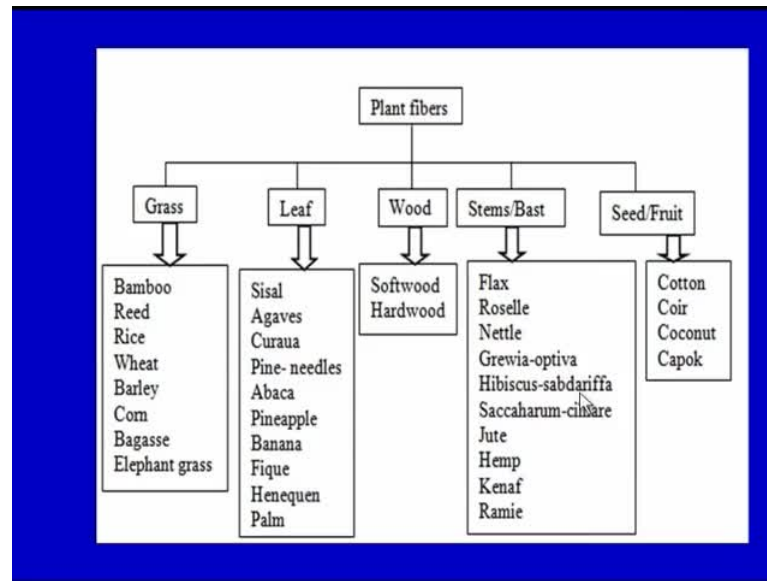 Plant fibers
Grass
Leaf
Wood
Stems/Bast
Seed/Fruit
Bamboo
Reed
Rice
Wheat
Barley
Corn
Bagasse
Elephant grass
Sisal
Agaves
Curaua
Pine- needles
Abaca
Pineapple
Banana
Fique
Henequen
Palm
Softwood
Hardwood
Flax
Roselle
Nettle
Grewia-optiva
Hibiscus-sabdariffa
Jute
Hemp
Kenaf
Ramie
Cotton
Coir
Coconut
Capok